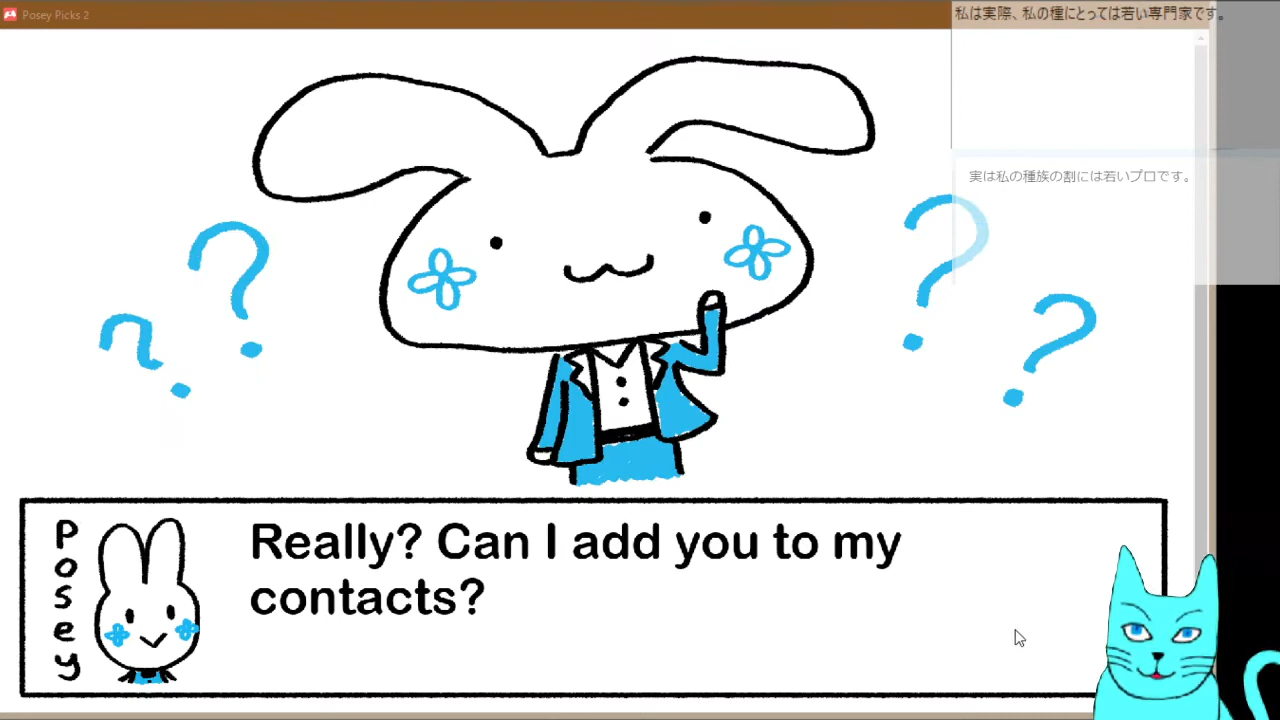 Posey Picks 2
私は実際、私の種にとっては若い専門家です。
実は私の種族の割には若いプロです。
Posey
Really? Can I add you to my
contacts?